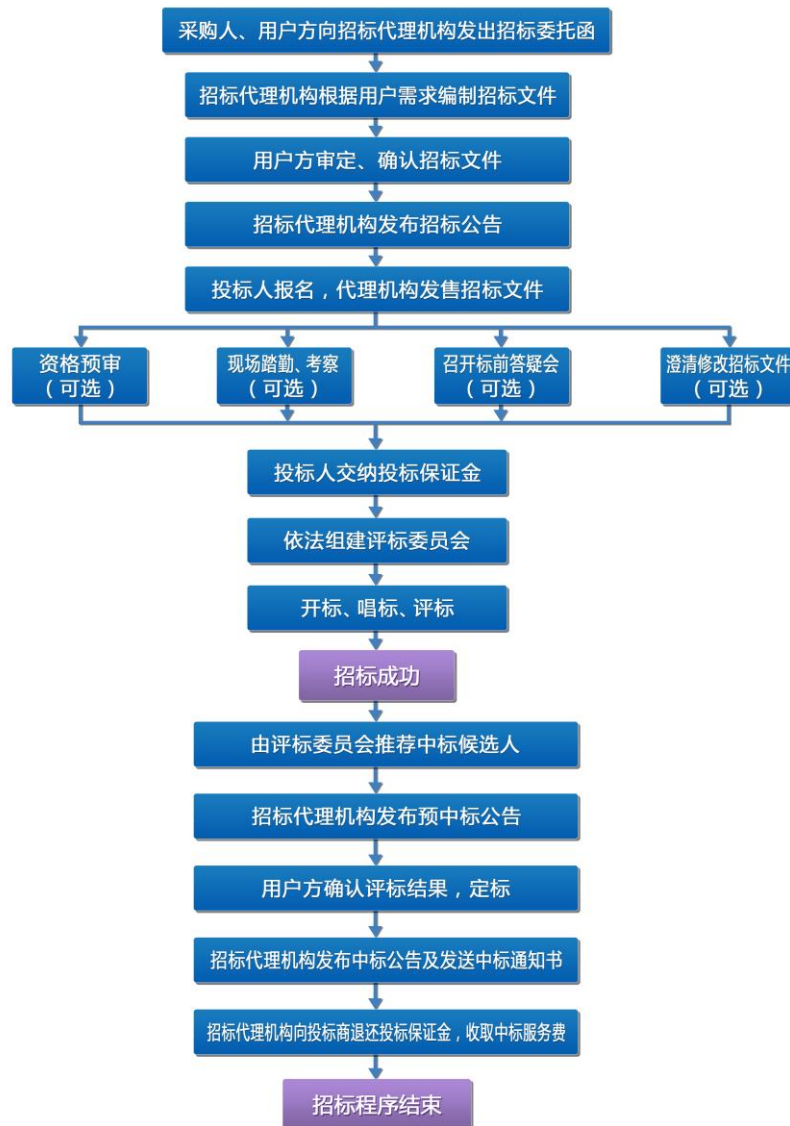 采购人、用户方向招标代理机构发出招标委托函
招标代理机构根据用户需求编制招标文件
用户方审定、确认招标文件
招标代理机构发布招标公告
投标人报名，代理机构发售招标文件
资格预审
（可选）
现场踏勤、考察
（可选）
召开标前答疑会
（可选）
澄清修改招标文件
（可选）
投标人交纳投标保证金
依法组建评标委员会
开标、唱标、评标
招标成功
由评标委员会推荐中标候选人
招标代理机构发布预中标公告
用户方确认评标结果，定标
招标代理机构发布中标公告及发送中标通知书
招标代理机构向投标商退还投标保证金，收取中标服务费
招标程序结束